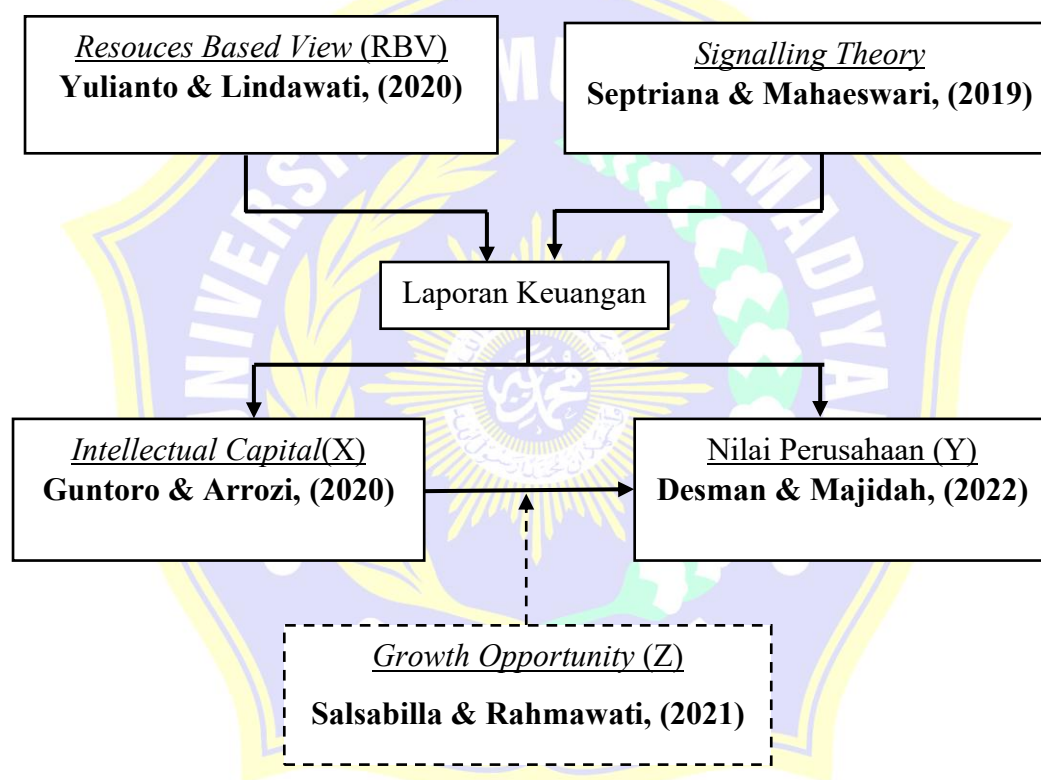 Resouces Based View (RBV)
Yulianto & Lindawati, (2020)
Signalling Theory
Septriana & Mahaeswari, (2019)
Laporan Keuangan
Intellectual Capital(X)
Guntoro & Arrozi, (2020)
Nilai Perusahaan (Y)
Desman & Majidah, (2022)
Growth Opportunity (Z)
Salsabilla & Rahmawati, (2021)